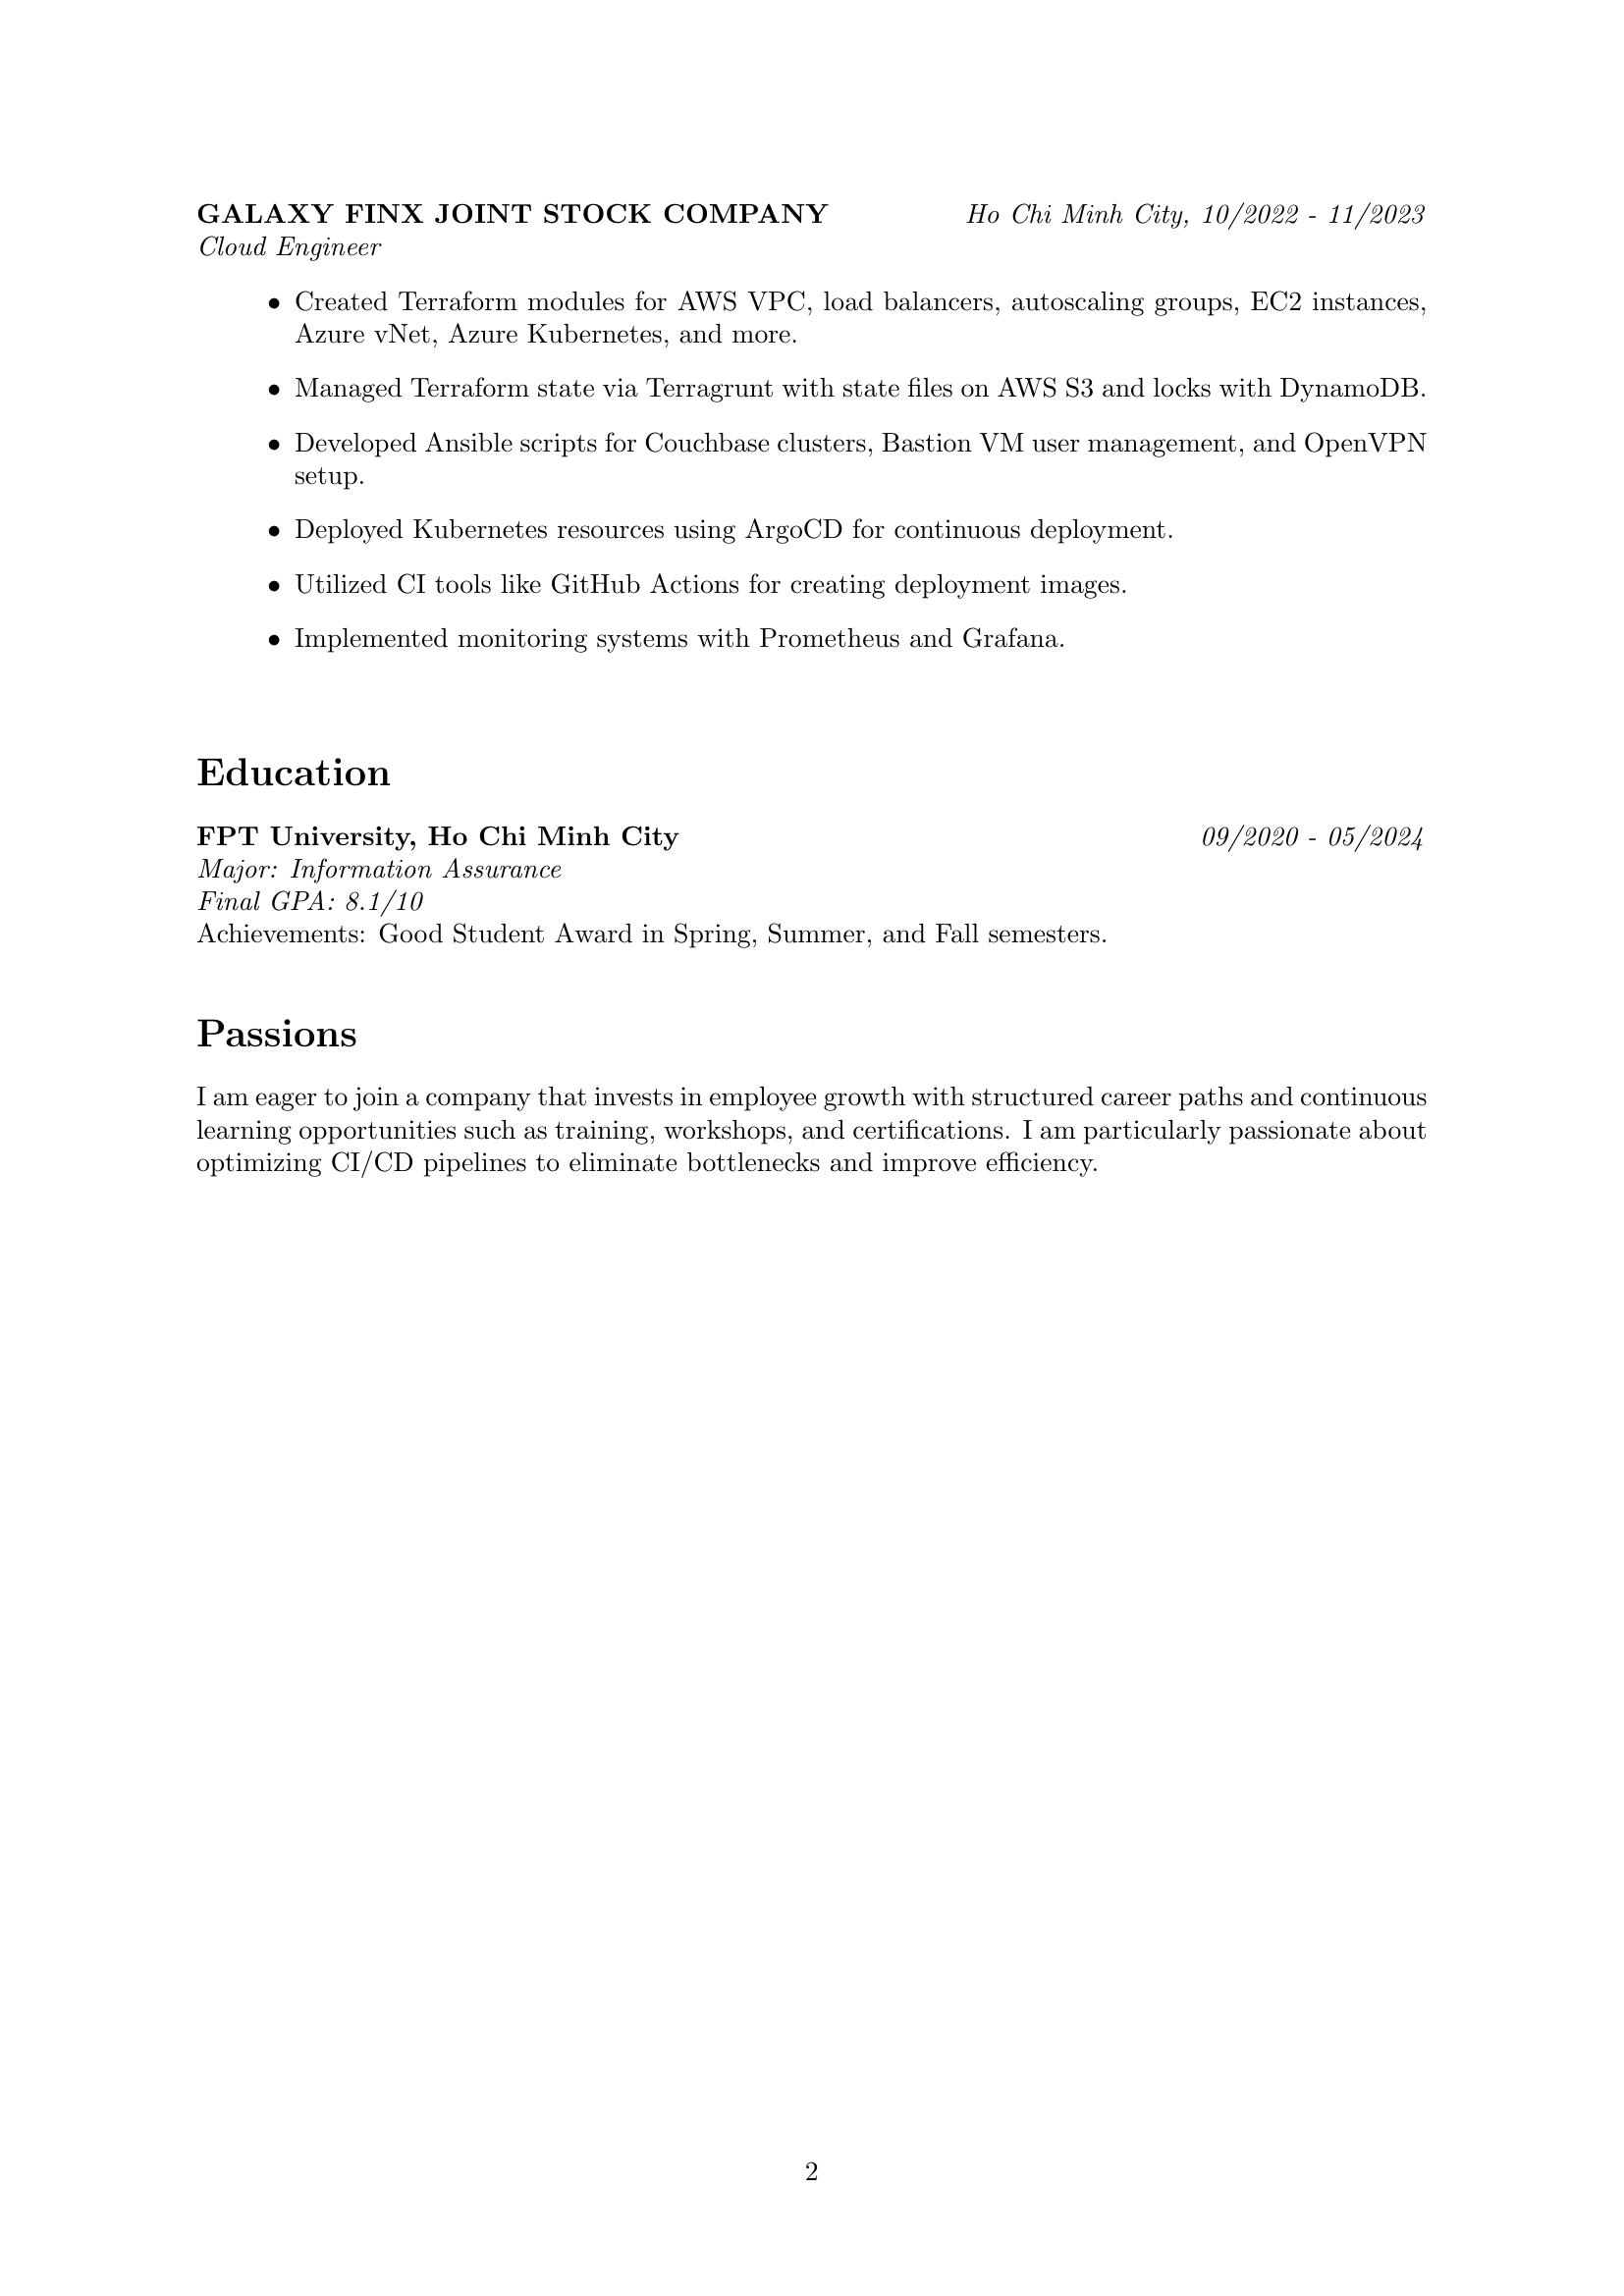 GALAXY FINX JOINT STOCK COMPANY Ho Chi Minh City, 10/2022 - 11/2023
Cloud Engineer
• Created Terraform modules for AWS VPC, load balancers, autoscaling groups, EC2 instances,
Azure vNet, Azure Kubernetes, and more.
• Managed Terraform state via Terragrunt with state files on AWS S3 and locks with DynamoDB.
• Developed Ansible scripts for Couchbase clusters, Bastion VM user management, and OpenVPN
setup.
• Deployed Kubernetes resources using ArgoCD for continuous deployment.
• Utilized CI tools like GitHub Actions for creating deployment images.
• Implemented monitoring systems with Prometheus and Grafana.
Education
FPT University, Ho Chi Minh City 09/2020 - 05/2024
Major: Information Assurance
Final GPA: 8.1/10
Achievements: Good Student Award in Spring, Summer, and Fall semesters.
Passions
I am eager to join a company that invests in employee growth with structured career paths and continuous
learning opportunities such as training, workshops, and certifications. I am particularly passionate about
optimizing CI/CD pipelines to eliminate bottlenecks and improve efficiency.
2